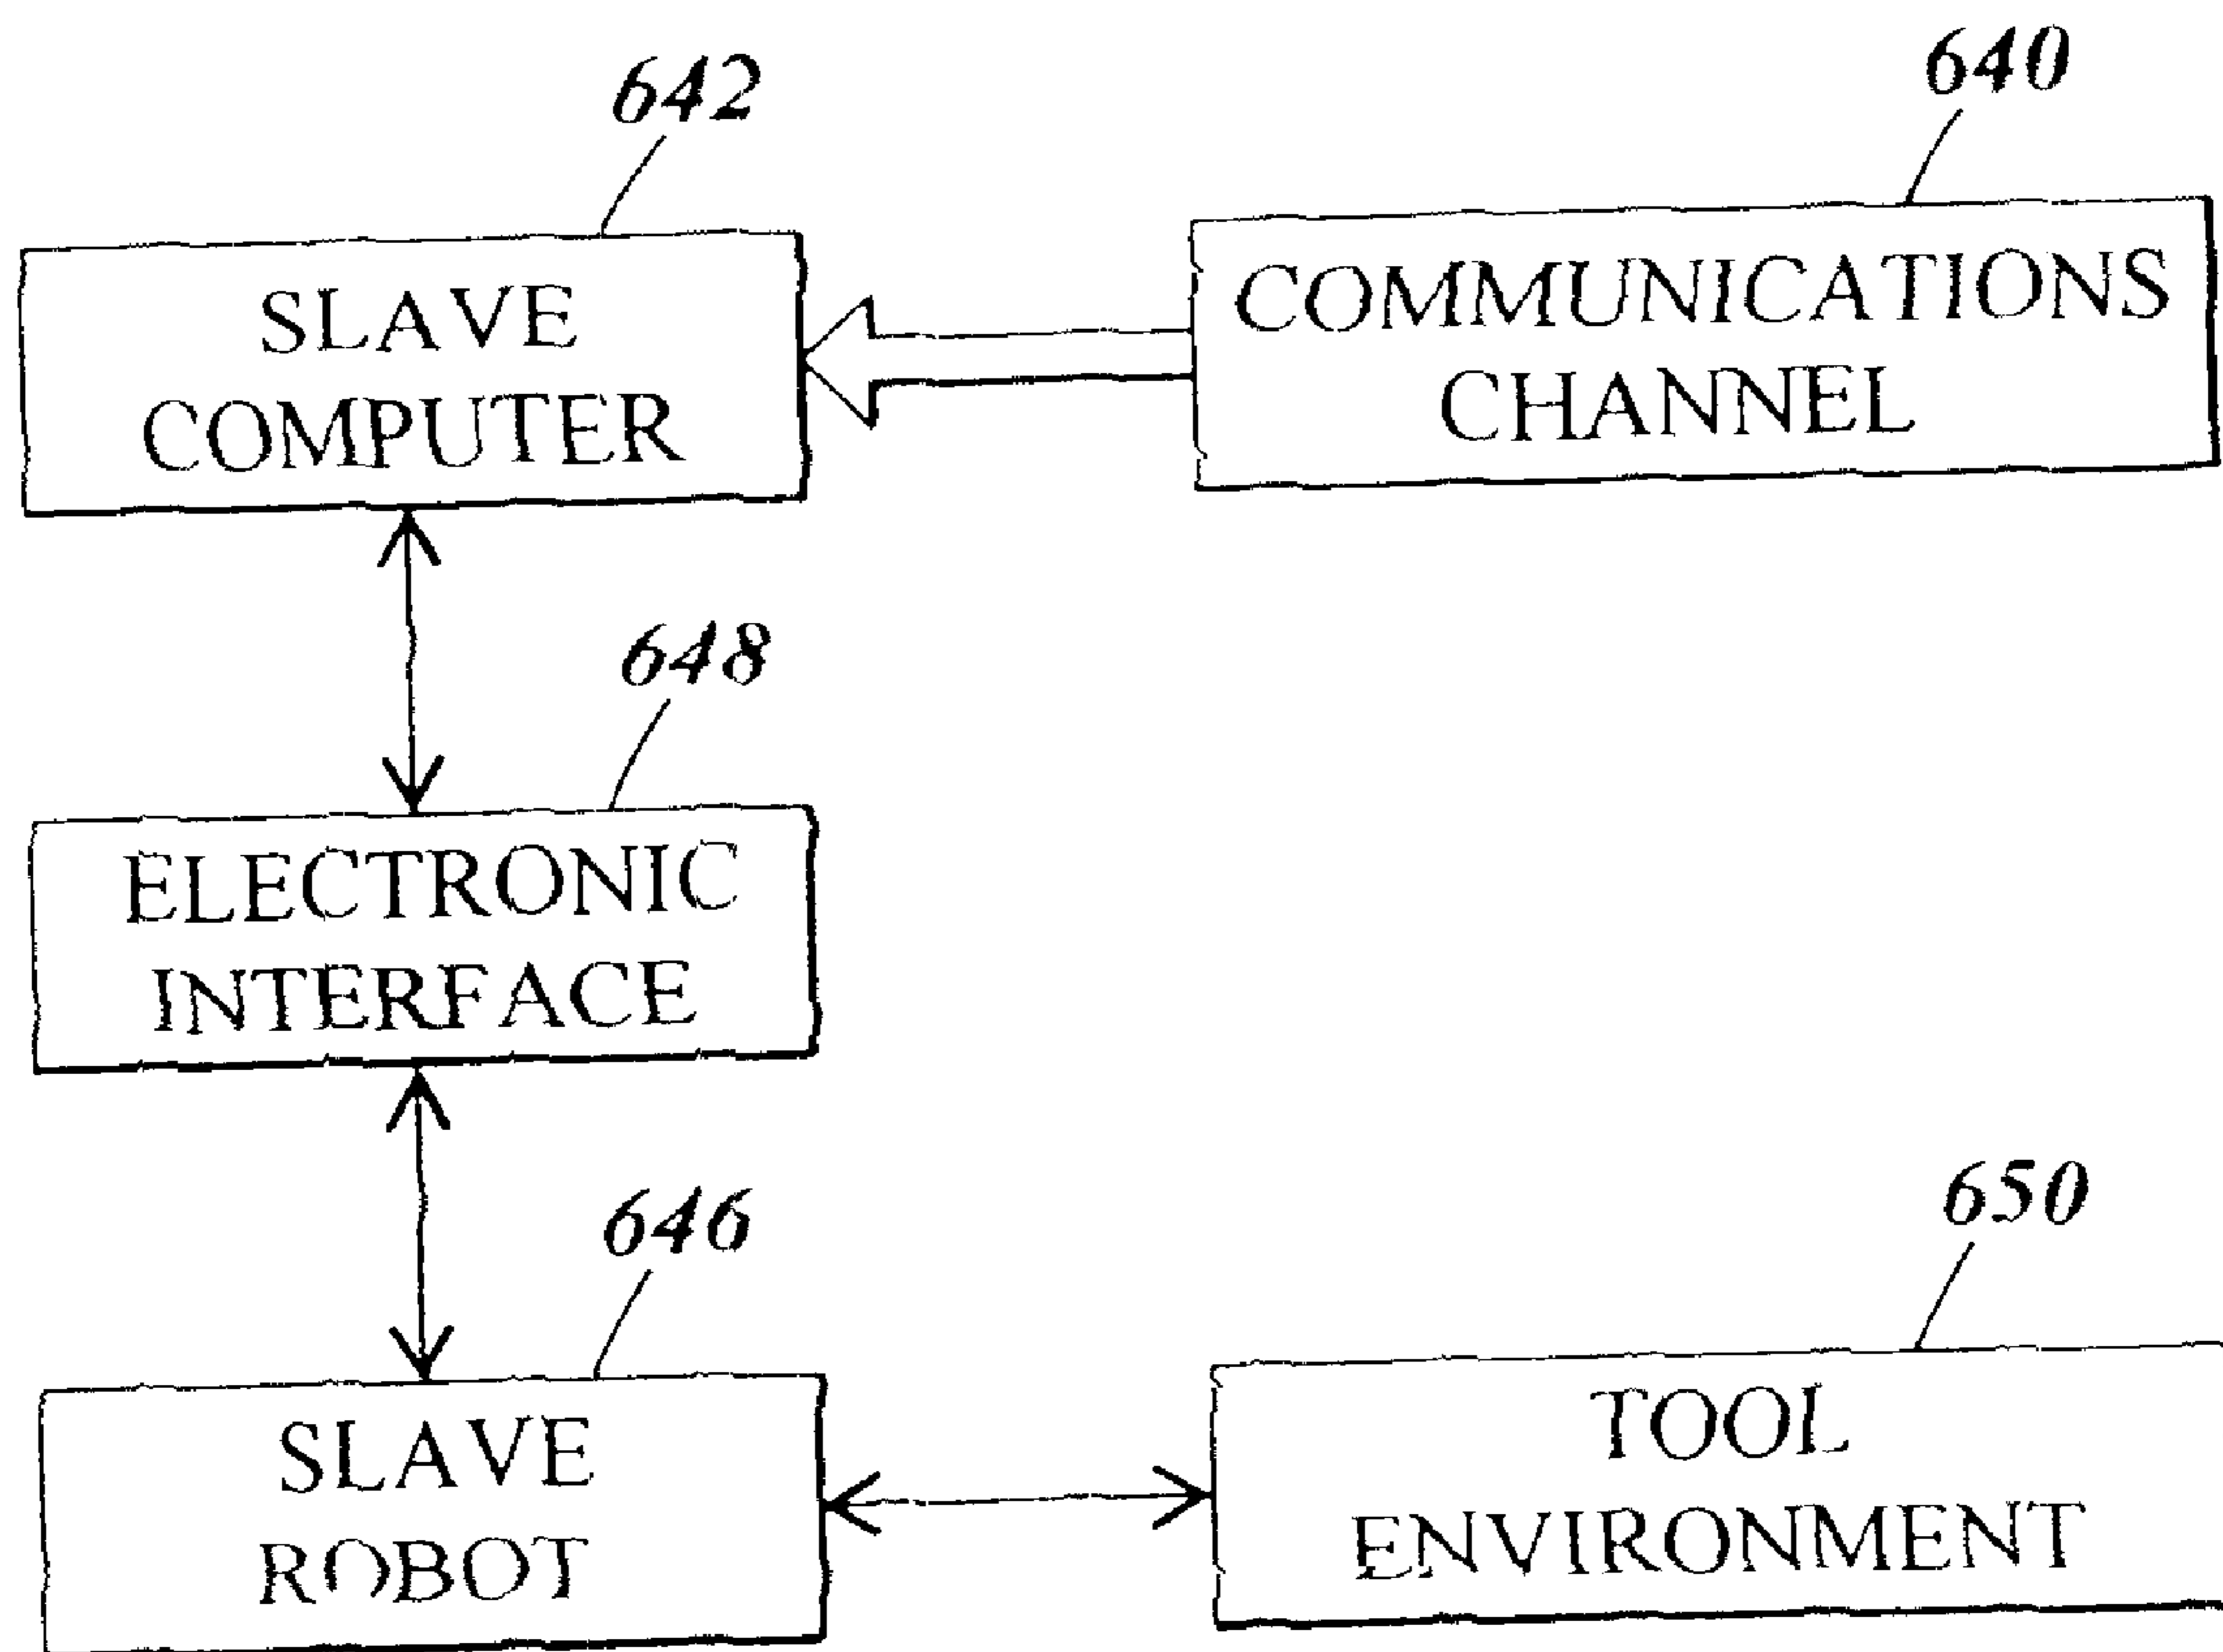 642
640
SLAVE
COMPUTER
COMMUNICATIONS
CHANNEL
648
ELECTRONIC
INTERFACE
646
650
SLAVE
ROBOT
TOOL
ENVIRONMENT